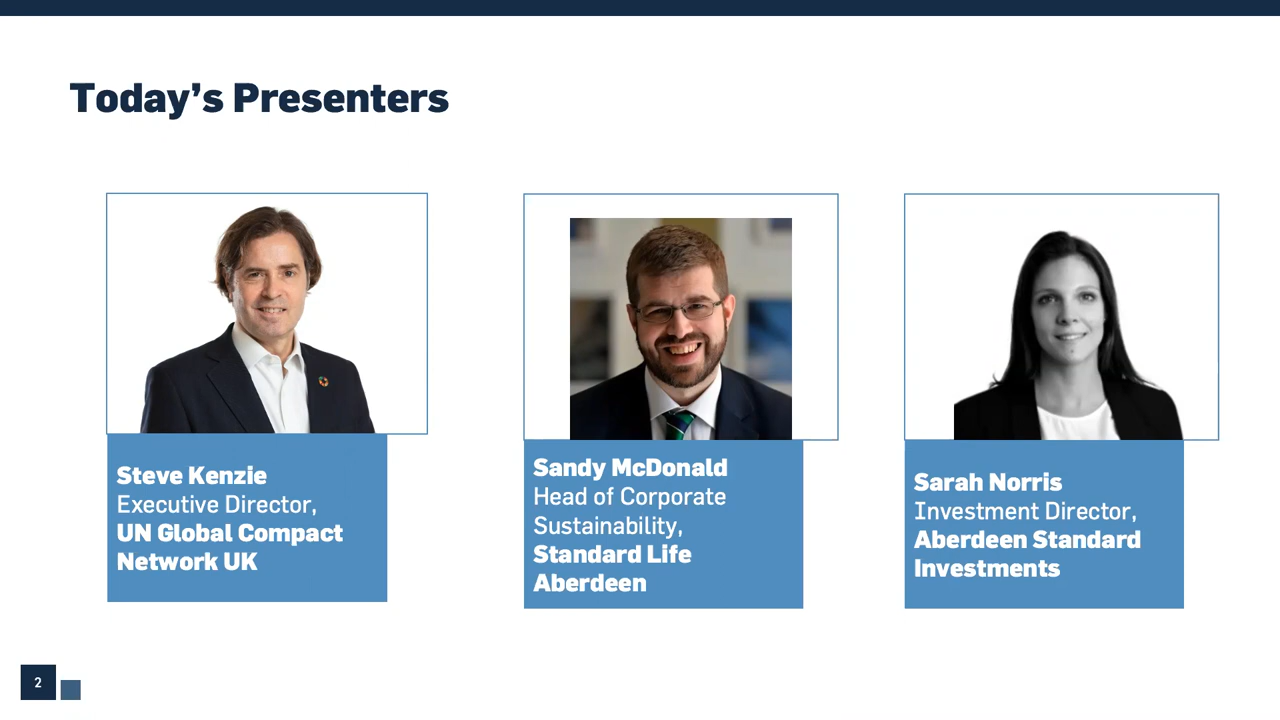 Today’s Presenters
Steve Kenzie
Executive Director,
UN Global Compact
Network UK
Sandy McDonald
Head of Corporate
Sustainability,
Standard Life
Aberdeen
Sarah Norris
Investment Director,
Aberdeen Standard
Investments
2